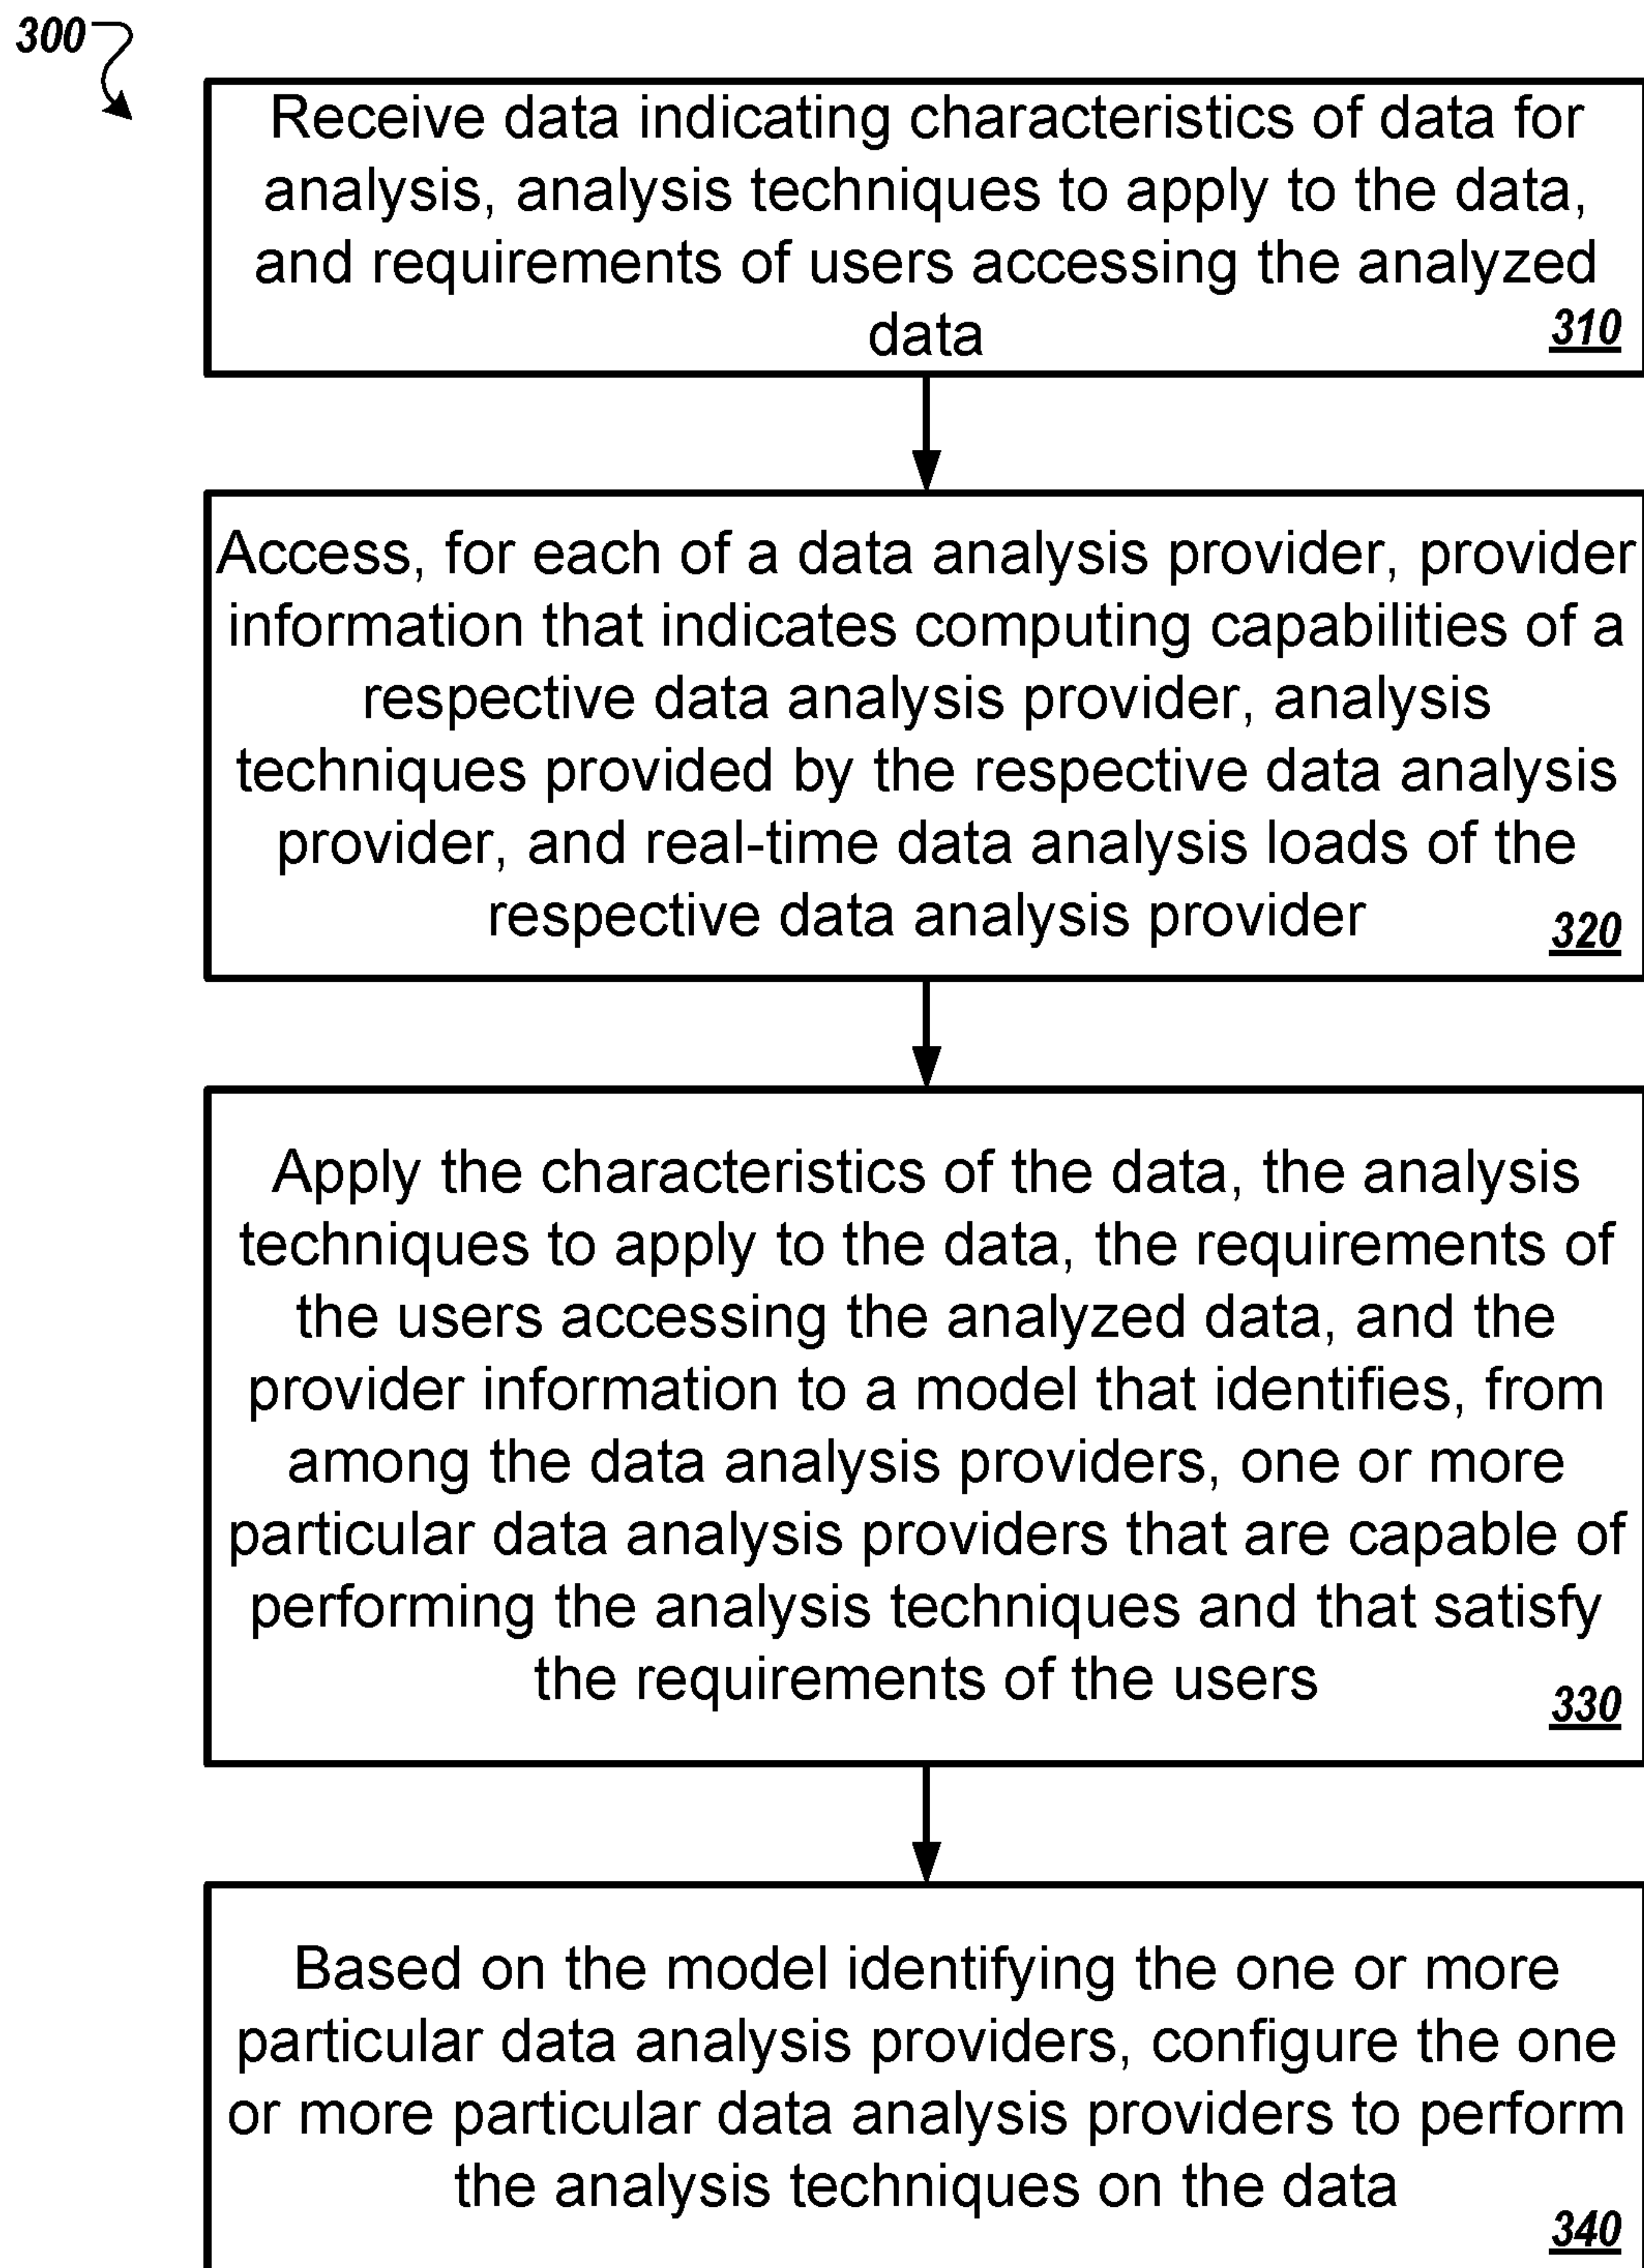 300
Receive data indicating characteristics of data for
analysis, analysis techniques to apply to the data,
and requirements of users accessing the analyzed
data
310
Access, for each of a data analysis provider, provider
information that indicates computing capabilities of a
respective data analysis provider, analysis
techniques provided by the respective data analysis
provider, and real-time data analysis loads of the
respective data analysis provider
320
Apply the characteristics of the data, the analysis
techniques to apply to the data, the requirements of
the users accessing the analyzed data, and the
provider information to a model that identifies, from
among the data analysis providers, one or more
particular data analysis providers that are capable of
performing the analysis techniques and that satisfy
the requirements of the users
330
Based on the model identifying the one or more
particular data analysis providers, configure the one
or more particular data analysis providers to perform
the analysis techniques on the data
340